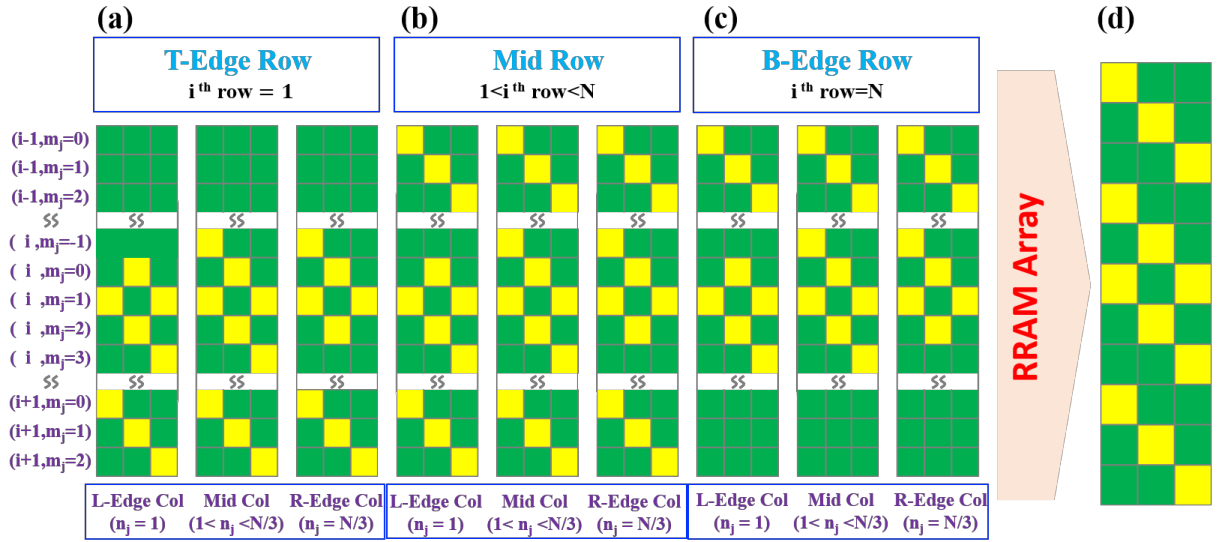 (a)
(b)
(c)
(d)
T-Edge Row
i th row = 1
Mid Row
1<i th row<N
B-Edge Row
i th row=N
(i-1,mj=0)
(i-1,mj=1)
(i-1,mj=2)
( i ,mj=-1)
( i ,mj=0)
( i ,mj=1)
( i ,mj=2)
( i ,mj=3)
(i+1,mj=0)
(i+1,mj=1)
(i+1,mj=2)
L-Edge Col
(nj = 1)
Mid Col
(1< nj <N/3)
R-Edge Col
(nj = N/3)
L-Edge Col
(nj = 1)
Mid Col
(1< nj <N/3)
R-Edge Col
(nj = N/3)
L-Edge Col
(nj = 1)
Mid Col
(1< nj <N/3)
R-Edge Col
(nj = N/3)
RRAM Array